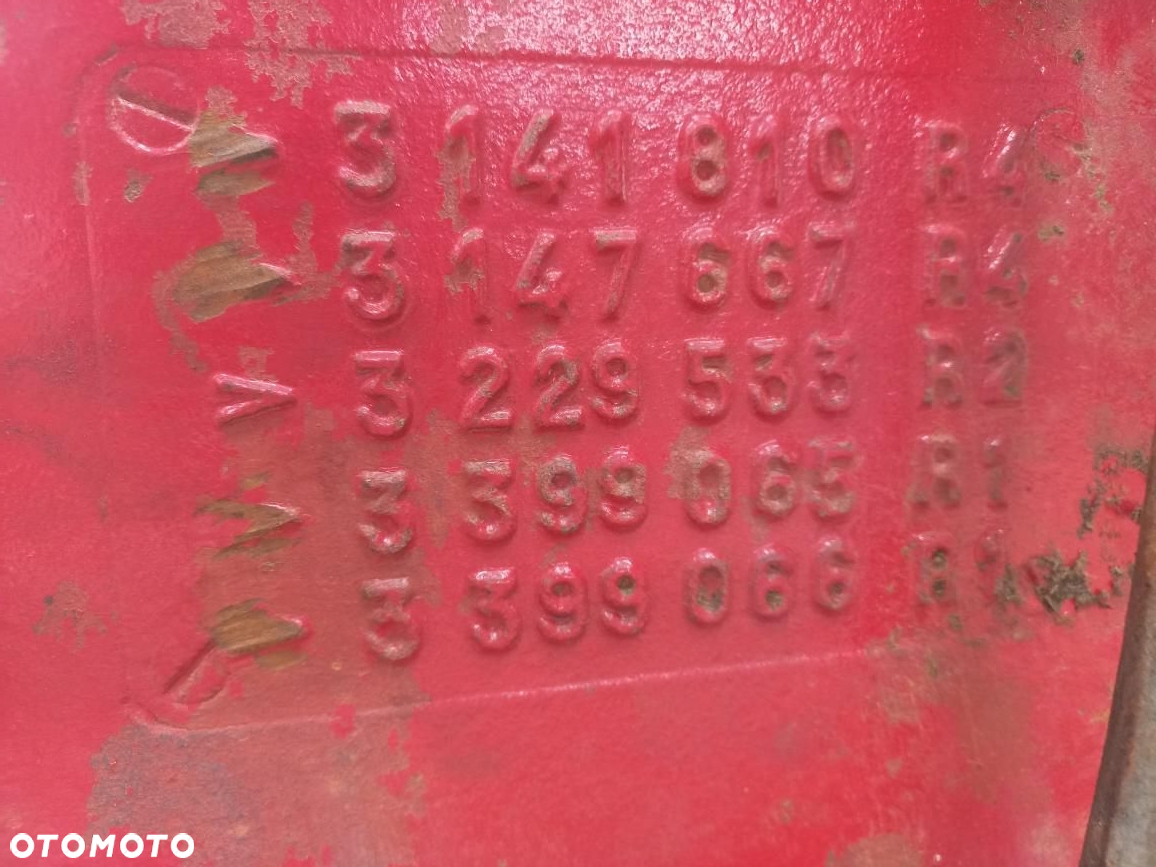 3 141 810 R4
3 147 667 R4
3 229 533 R2
3 399 065 R1
3 399 066 R1
OTOMOTO